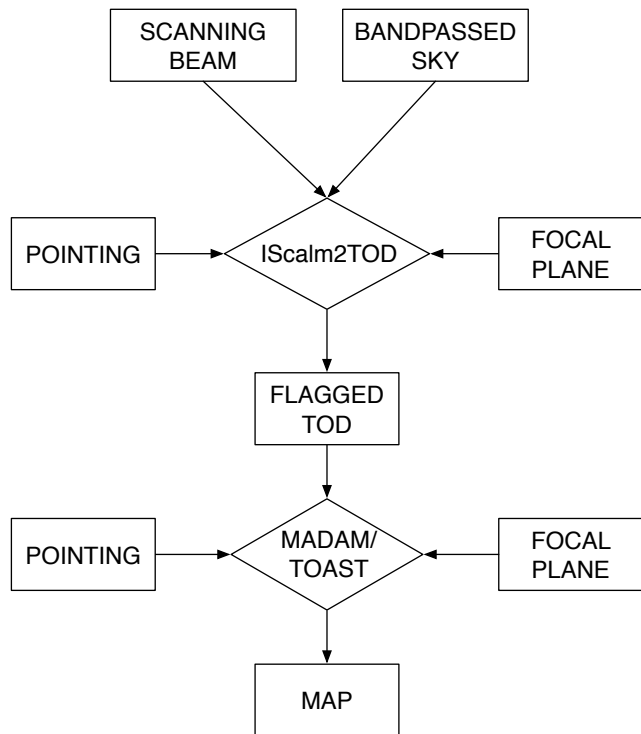 SCANNING
BEAM
BANDPASSED
SKY
POINTING
IScalm2TOD
FOCAL
PLANE
FLAGGED
TOD
POINTING
MADAM/
TOAST
FOCAL
PLANE
MAP